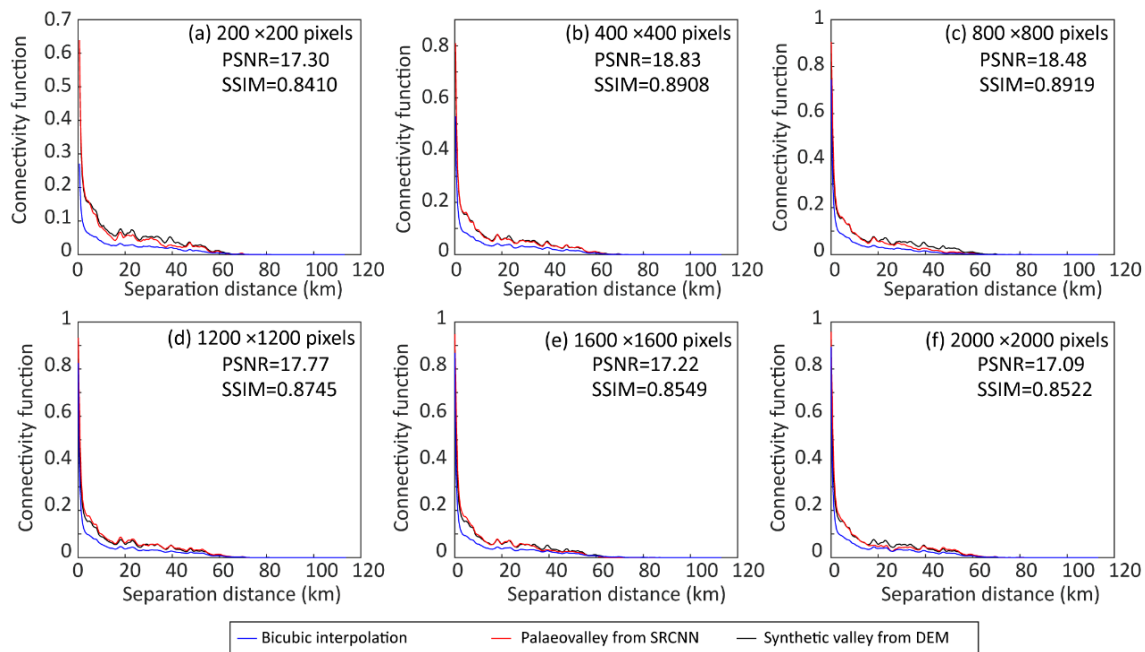 (a) 200 ×200 pixels
PSNR=17.30
SSIM=0.8410
Connectivity function
0.7
0.6
0.5
0.4
0.3
0.2
0.1
0
0 20 40 60 80 100 120
Separation distance (km)
(b) 400 ×400 pixels
PSNR=18.83
SSIM=0.8908
Connectivity function
0.8
0.6
0.4
0.2
0
0 20 40 60 80 100 120
Separation distance (km)
(c) 800 ×800 pixels
PSNR=18.48
SSIM=0.8919
Connectivity function
1
0.8
0.6
0.4
0.2
0
0 20 40 60 80 100 120
Separation distance (km)
(d) 1200 ×1200 pixels
PSNR=17.77
SSIM=0.8745
Connectivity function
1
0.8
0.6
0.4
0.2
0
0 20 40 60 80 100 120
Separation distance (km)
(e) 1600 ×1600 pixels
PSNR=17.22
SSIM=0.8549
Connectivity function
1
0.8
0.6
0.4
0.2
0
0 20 40 60 80 100 120
Separation distance (km)
(f) 2000 ×2000 pixels
PSNR=17.09
SSIM=0.8522
Connectivity function
1
0.8
0.6
0.4
0.2
0
0 20 40 60 80 100 120
Separation distance (km)
Bicubic interpolation
Palaeovalley from SRCNN
Synthetic valley from DEM